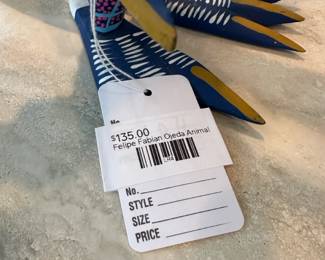 No.
$135.00
Felipe Fabian Ojeda Animal
No.
STYLE
SIZE
PRICE